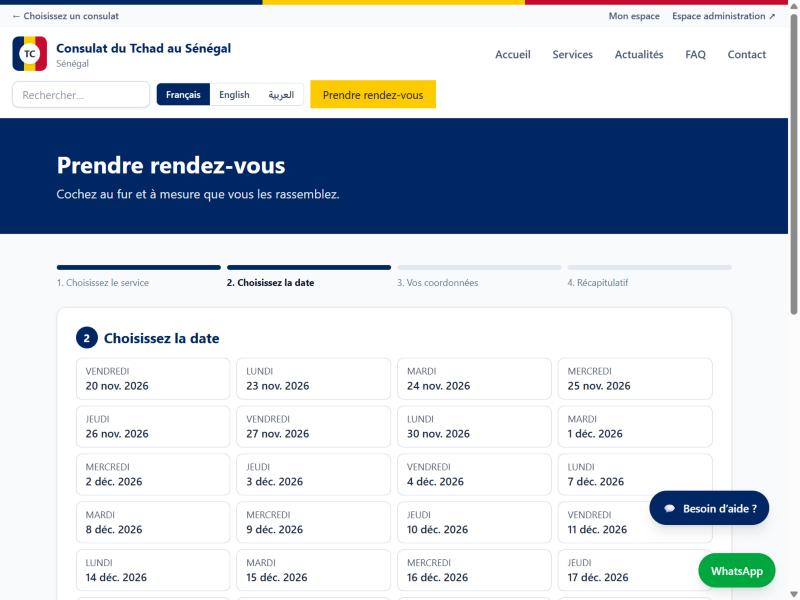 ← Choisissez un consulat
Mon espace
Espace administration ↗
TC
Consulat du Tchad au Sénégal
Sénégal
Accueil
Services
Actualités
FAQ
Contact
Rechercher...
Français
English
العربية
Prendre rendez-vous
Prendre rendez-vous
Cochez au fur et à mesure que vous les rassemblez.
1. Choisissez le service
2. Choisissez la date
3. Vos coordonnées
4. Récapitulatif
2 Choisissez la date
VENDREDI
20 nov. 2026
LUNDI
23 nov. 2026
MARDI
24 nov. 2026
MERCREDI
25 nov. 2026
JEUDI
26 nov. 2026
VENDREDI
27 nov. 2026
LUNDI
30 nov. 2026
MARDI
1 déc. 2026
MERCREDI
2 déc. 2026
JEUDI
3 déc. 2026
VENDREDI
4 déc. 2026
LUNDI
7 déc. 2026
MARDI
8 déc. 2026
MERCREDI
9 déc. 2026
JEUDI
10 déc. 2026
VENDREDI
11 déc. 2026
LUNDI
14 déc. 2026
MARDI
15 déc. 2026
MERCREDI
16 déc. 2026
JEUDI
17 déc. 2026
Besoin d'aide ?
WhatsApp